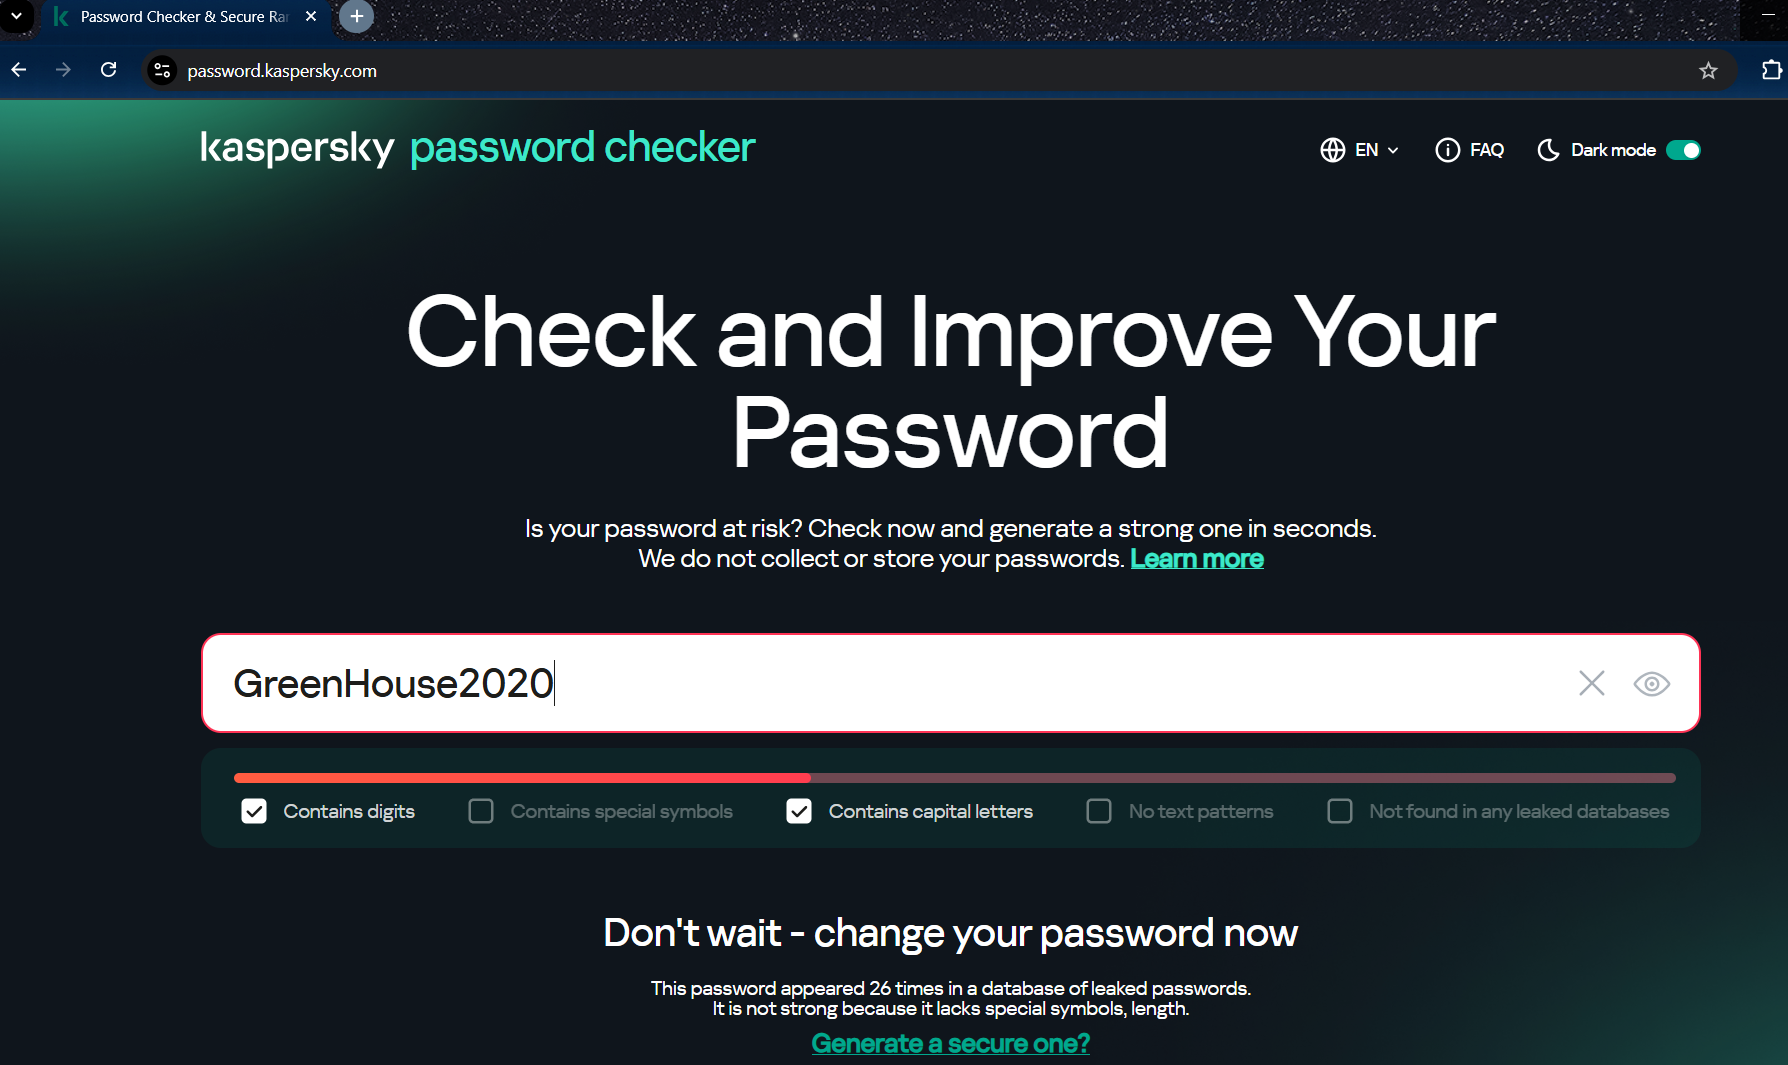 Password Checker & Secure Ra
password.kaspersky.com
kaspersky password checker
EN
FAQ
Dark mode
Check and Improve Your
Password
Is your password at risk? Check now and generate a strong one in seconds.
We do not collect or store your passwords. Learn more
GreenHouse2020
Contains digits
Contains special symbols
Contains capital letters
No text patterns
Not found in any leaked databases
Don't wait - change your password now
This password appeared 26 times in a database of leaked passwords.
It is not strong because it lacks special symbols, length.
Generate a secure one?